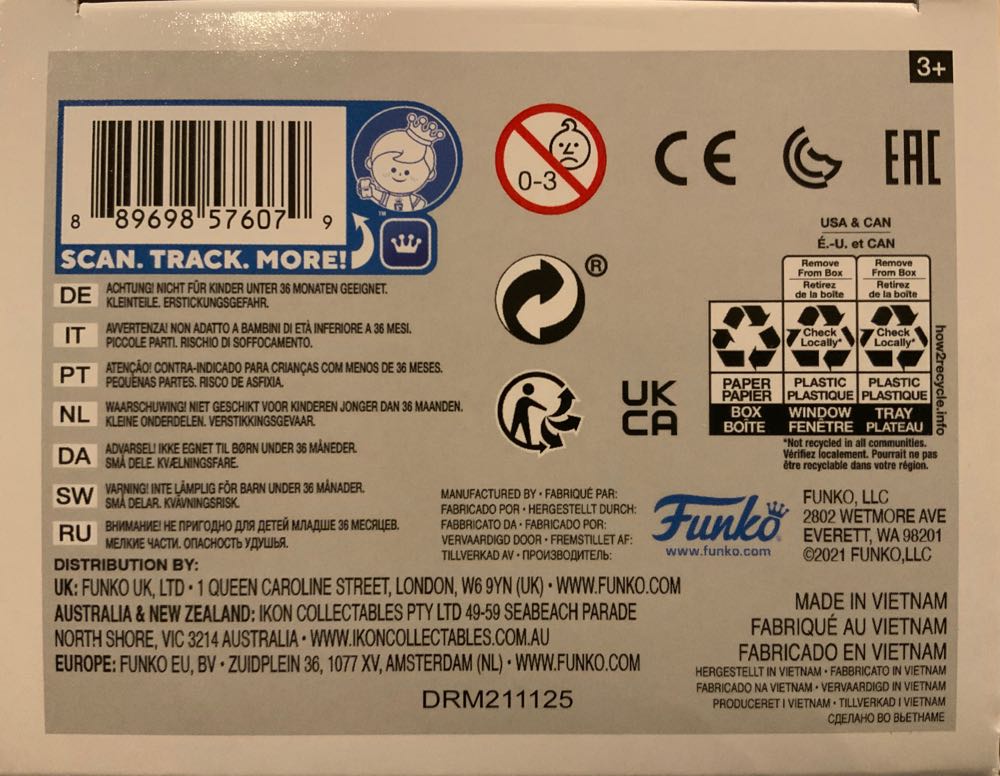 3+
8 89698 57607 9
™
SCAN. TRACK. MORE!
0-3
CE
EAC
®
UK
CA
USA & CAN
É.-U. et CAN
Remove
From Box
Retirez
de la boîte
Remove
From Box
Retirez
de la boîte
Check
Locally*
Check
Locally*
PAPER
PAPIER
PLASTIC
PLASTIQUE
PLASTIC
PLASTIQUE
BOX
BOÎTE
WINDOW
FENÊTRE
TRAY
PLATEAU
how2recycle.info
*Not recycled in all communities.
Vérifiez localement. Pourrait ne pas
être recyclable dans votre région.
DE ACHTUNG! NICHT FÜR KINDER UNTER 36 MONATEN GEEIGNET.
KLEINTEILE. ERSTICKUNGSGEFAHR.
IT AVVERTENZA! NON ADATTO A BAMBINI DI ETÀ INFERIORE A 36 MESI.
PICCOLE PARTI. RISCHIO DI SOFFOCAMENTO.
PT ATENÇÃO! CONTRA-INDICADO PARA CRIANÇAS COM MENOS DE 36 MESES.
PEQUENAS PARTES. RISCO DE ASFIXIA.
NL WAARSCHUWING! NIET GESCHIKT VOOR KINDEREN JONGER DAN 36 MAANDEN.
KLEINE ONDERDELEN. VERSTIKKINGSGEVAAR.
DA ADVARSEL! IKKE EGNET TIL BØRN UNDER 36 MÅNEDER.
SMÅ DELE. KVÆLNINGSFARE.
SW VARNING! INTE LÄMPLIG FÖR BARN UNDER 36 MÅNADER.
SMÅ DELAR. KVÄVNINGSRISK.
RU ВНИМАНИЕ! НЕ ПРИГОДНО ДЛЯ ДЕТЕЙ МЛАДШЕ 36 МЕСЯЦЕВ.
МЕЛКИЕ ЧАСТИ. ОПАСНОСТЬ УДУШЬЯ.
MANUFACTURED BY • FABRIQUÉ PAR:
FABRICADO POR • HERGESTELLT DURCH:
FABBRICATO DA • FABRICADO POR:
VERVAARDIGD DOOR • FREMSTILLET AF:
TILLVERKAD AV • ПРОИЗВОДИТЕЛЬ:
Funko
www.funko.com
FUNKO, LLC
2802 WETMORE AVE
EVERETT, WA 98201
©2021 FUNKO,LLC
DISTRIBUTION BY:
UK: FUNKO UK, LTD • 1 QUEEN CAROLINE STREET, LONDON, W6 9YN (UK) • WWW.FUNKO.COM
AUSTRALIA & NEW ZEALAND: IKON COLLECTABLES PTY LTD 49-59 SEABEACH PARADE
NORTH SHORE, VIC 3214 AUSTRALIA • WWW.IKONCOLLECTABLES.COM.AU
EUROPE: FUNKO EU, BV • ZUIDPLEIN 36, 1077 XV, AMSTERDAM (NL) • WWW.FUNKO.COM
DRM211125
MADE IN VIETNAM
FABRIQUÉ AU VIETNAM
FABRICADO EN VIETNAM
HERGESTELLT IN VIETNAM • FABBRICATO IN VIETNAM
FABRICADO NA VIETNAM • VERVAARDIGD IN VIETNAM
PRODUCERET I VIETNAM • TILLVERKAD I VIETNAM
СДЕЛАНО ВО ВЬЕТНАМЕ